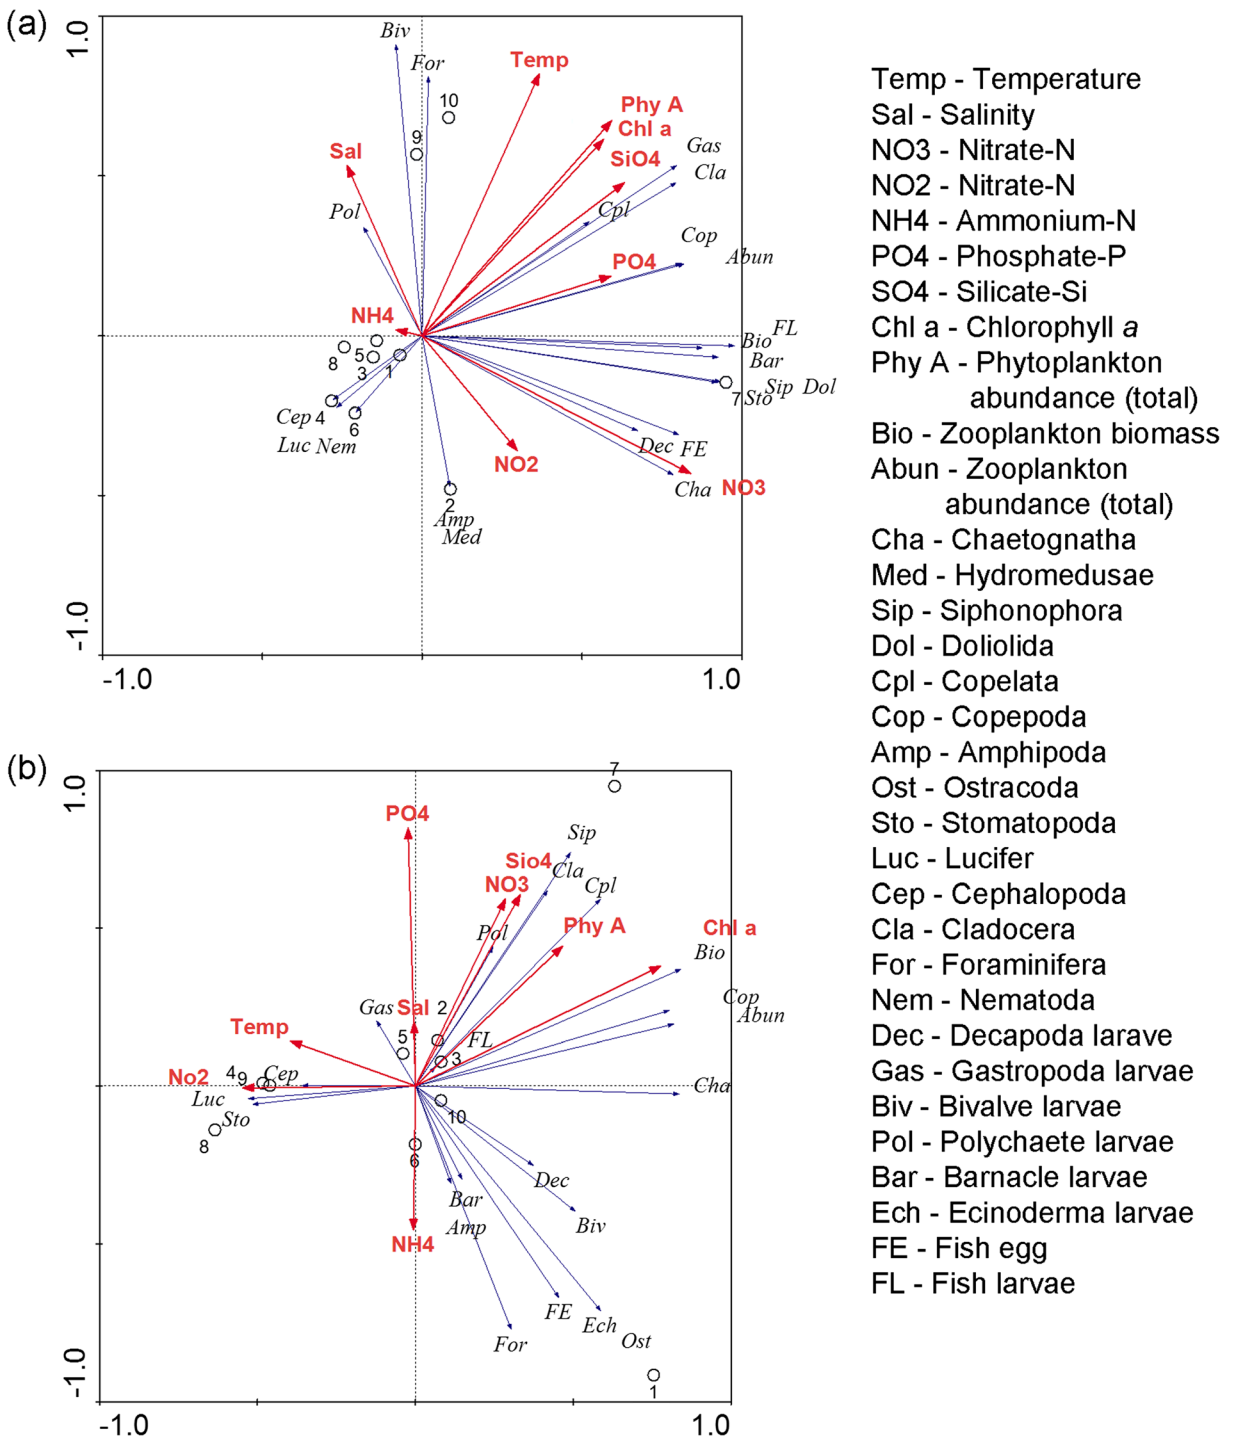 (a)
1.0
Biv
For
10
9
Temp
Phy A
Chl a
SiO4
Gas
Cla
Sal
Pol
Cpl
Cop
Abun
PO4
NH4
FL
Bio
Bar
8
5
3
1
Sip Dol
7 Sto
Cep 4
6
Luc Nem
Dec FE
NO2
Cha NO3
2
Amp
Med
-1.0
-1.0
1.0
(b)
1.0
7
PO4
Sip
Sio4
Cla
NO3
Cpl
Pol
Phy A
Chl a
Bio
Gas
Sal
2
Cop
Abun
Temp
5
FL
3
4
9
Cep
No2
Cha
Luc
Sto
10
8
6
Dec
Bar
Biv
Amp
NH4
FE
Ech
For
Ost
1
-1.0
-1.0
1.0
Temp - Temperature
Sal - Salinity
NO3 - Nitrate-N
NO2 - Nitrate-N
NH4 - Ammonium-N
PO4 - Phosphate-P
SO4 - Silicate-Si
Chl a - Chlorophyll a
Phy A - Phytoplankton
abundance (total)
Bio - Zooplankton biomass
Abun - Zooplankton
abundance (total)
Cha - Chaetognatha
Med - Hydromedusae
Sip - Siphonophora
Dol - Doliolida
Cpl - Copelata
Cop - Copepoda
Amp - Amphipoda
Ost - Ostracoda
Sto - Stomatopoda
Luc - Lucifer
Cep - Cephalopoda
Cla - Cladocera
For - Foraminifera
Nem - Nematoda
Dec - Decapoda larave
Gas - Gastropoda larvae
Biv - Bivalve larvae
Pol - Polychaete larvae
Bar - Barnacle larvae
Ech - Ecinoderma larvae
FE - Fish egg
FL - Fish larvae